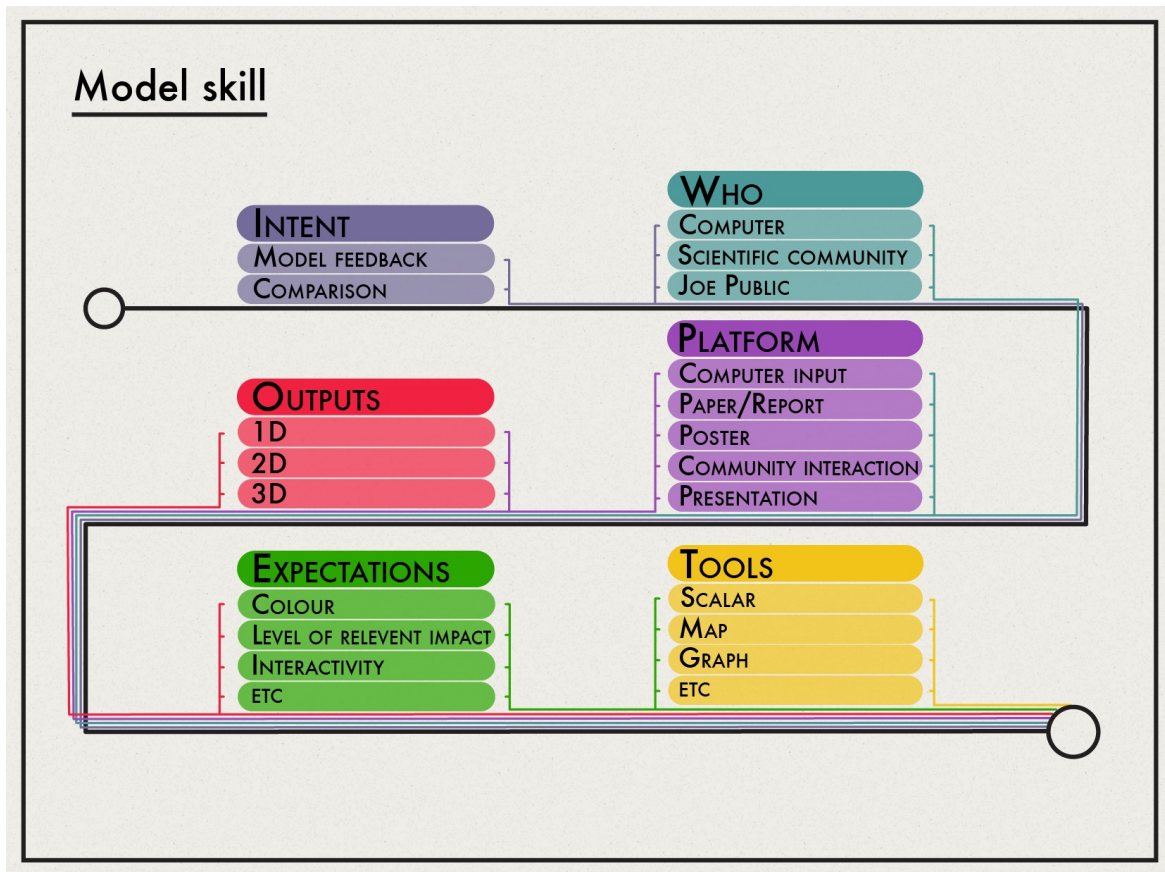 Model skill
Intent
Model feedback
Comparison
Who
Computer
Scientific community
Joe Public
Platform
Computer input
Paper/Report
Poster
Community interaction
Presentation
Outputs
1D
2D
3D
Expectations
Colour
Level of relevent impact
Interactivity
etc
Tools
Scalar
Map
Graph
etc